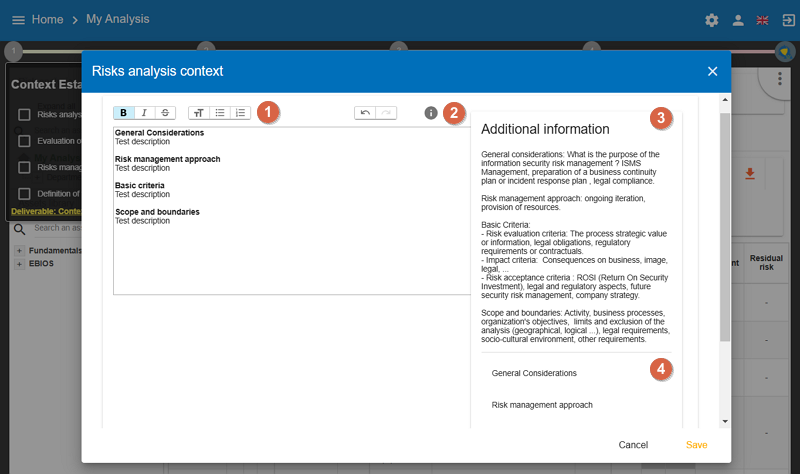 Home > My Analysis
1 2 3 4
Risks analysis context
Context Esta
Risks analys
Evaluation o
Risks manag
Definition of
Deliverable: Conte
Search an as
Fundamentals
EBIOS
B I S TT
1
2
General Considerations
Test description
Risk management approach
Test description
Basic criteria
Test description
Scope and boundaries
Test description
3
Additional information
General considerations: What is the purpose of the
information security risk management ? ISMS
Management, preparation of a business continuity
plan or incident response plan , legal compliance.
Risk management approach: ongoing iteration,
provision of resources.
Basic Criteria:
- Risk evaluation criteria: The process strategic value
or information, legal obligations, regulatory
requirements or contractuals.
- Impact criteria:  Consequences on business, image,
legal, ...
- Risk acceptance criteria : ROSI (Return On Security
Investment), legal and regulatory aspects, future
security risk management, company strategy.
Scope and boundaries: Activity, business processes,
organization's objectives,  limits and exclusion of the
analysis (geographical, logical ...), legal requirements,
socio-cultural environment, other requirements.
4
General Considerations
Risk management approach
nt
Residual
risk
-
-
-
-
Cancel
Save